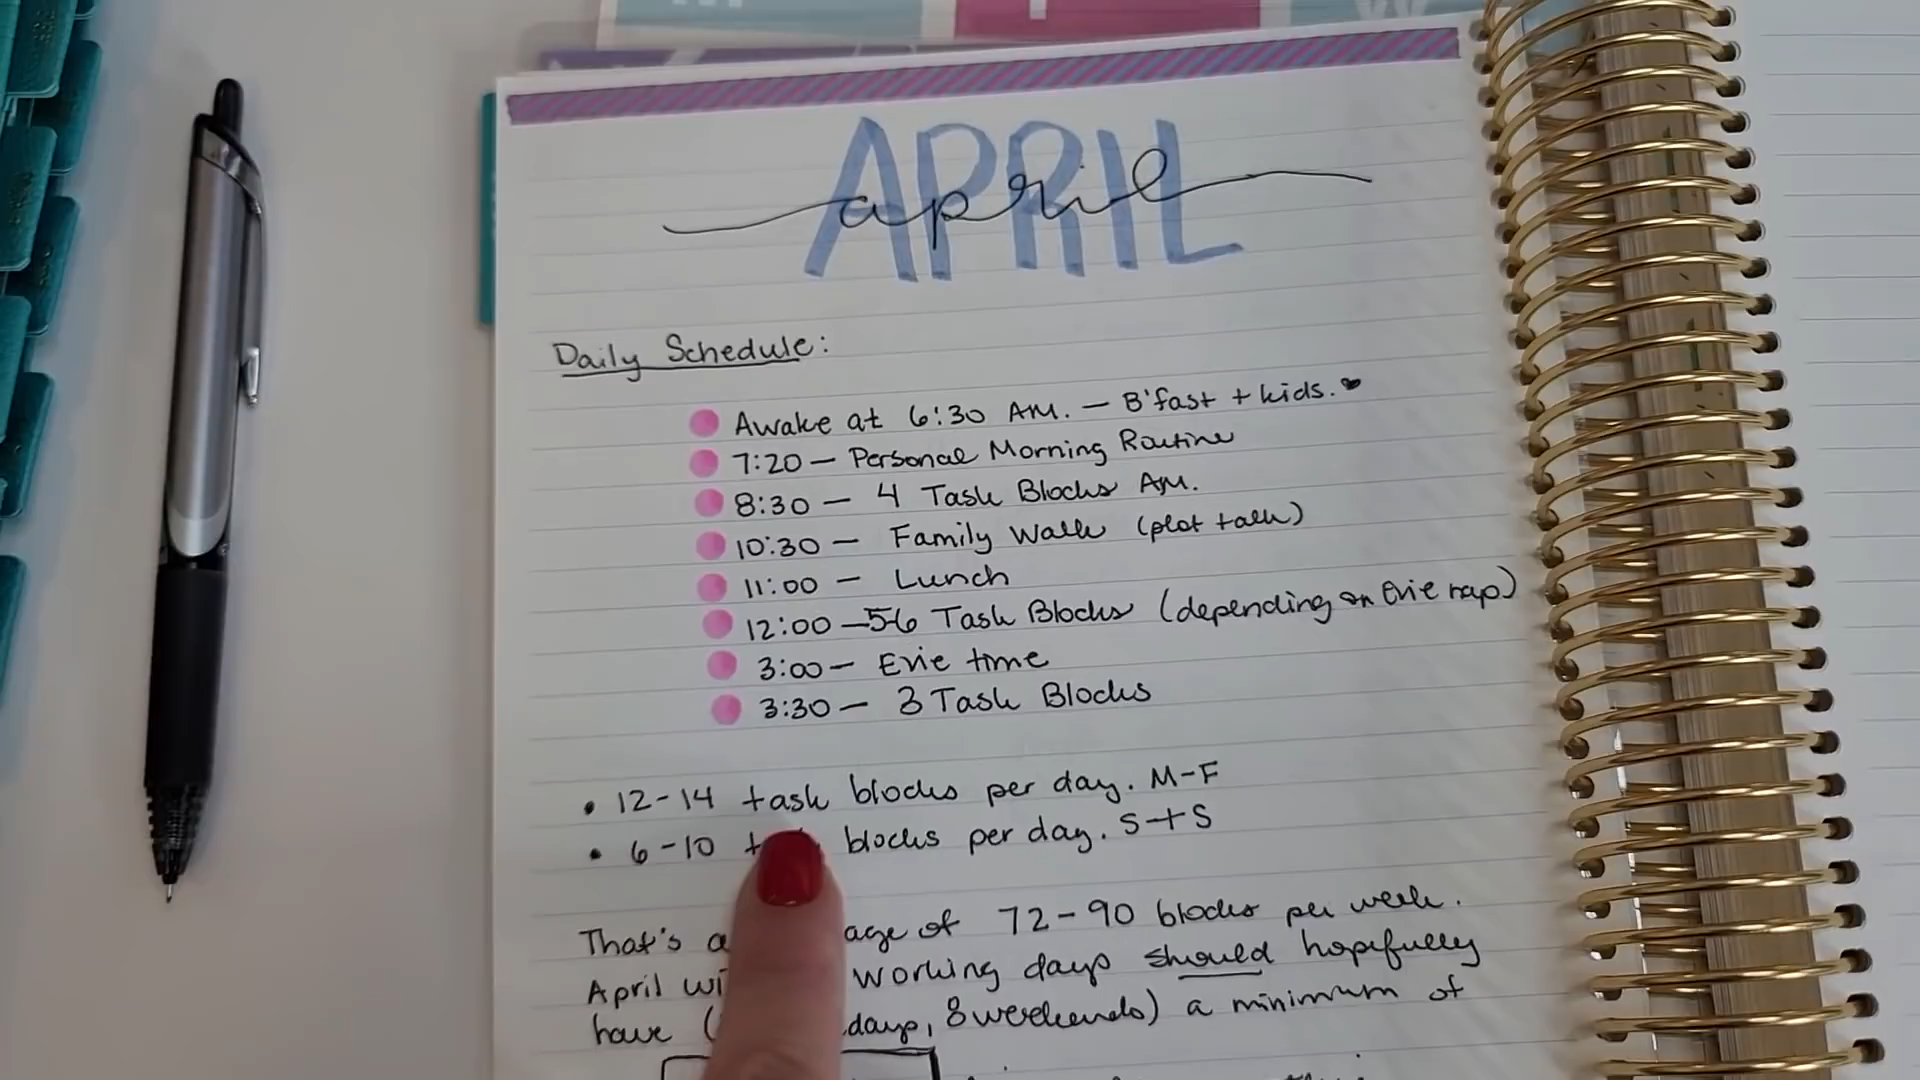 APRIL
april
Daily Schedule:
Awake at 6:30 AM. — B'fast + kids.
7:20 — Personal Morning Routine
8:30 — 4 Task Blocks AM.
10:30 — Family Walk (plot talk)
11:00 — Lunch
12:00 — 5-6 Task Blocks (depending on Evie nap)
3:00 — Evie time
3:30 — 3 Task Blocks
• 12-14 task blocks per day. M-F
• 6-10 blocks per day. S+S
That's of 72-90 blocks per week.
April working days should hopefully
have ( days, 8 weekends) a minimum of